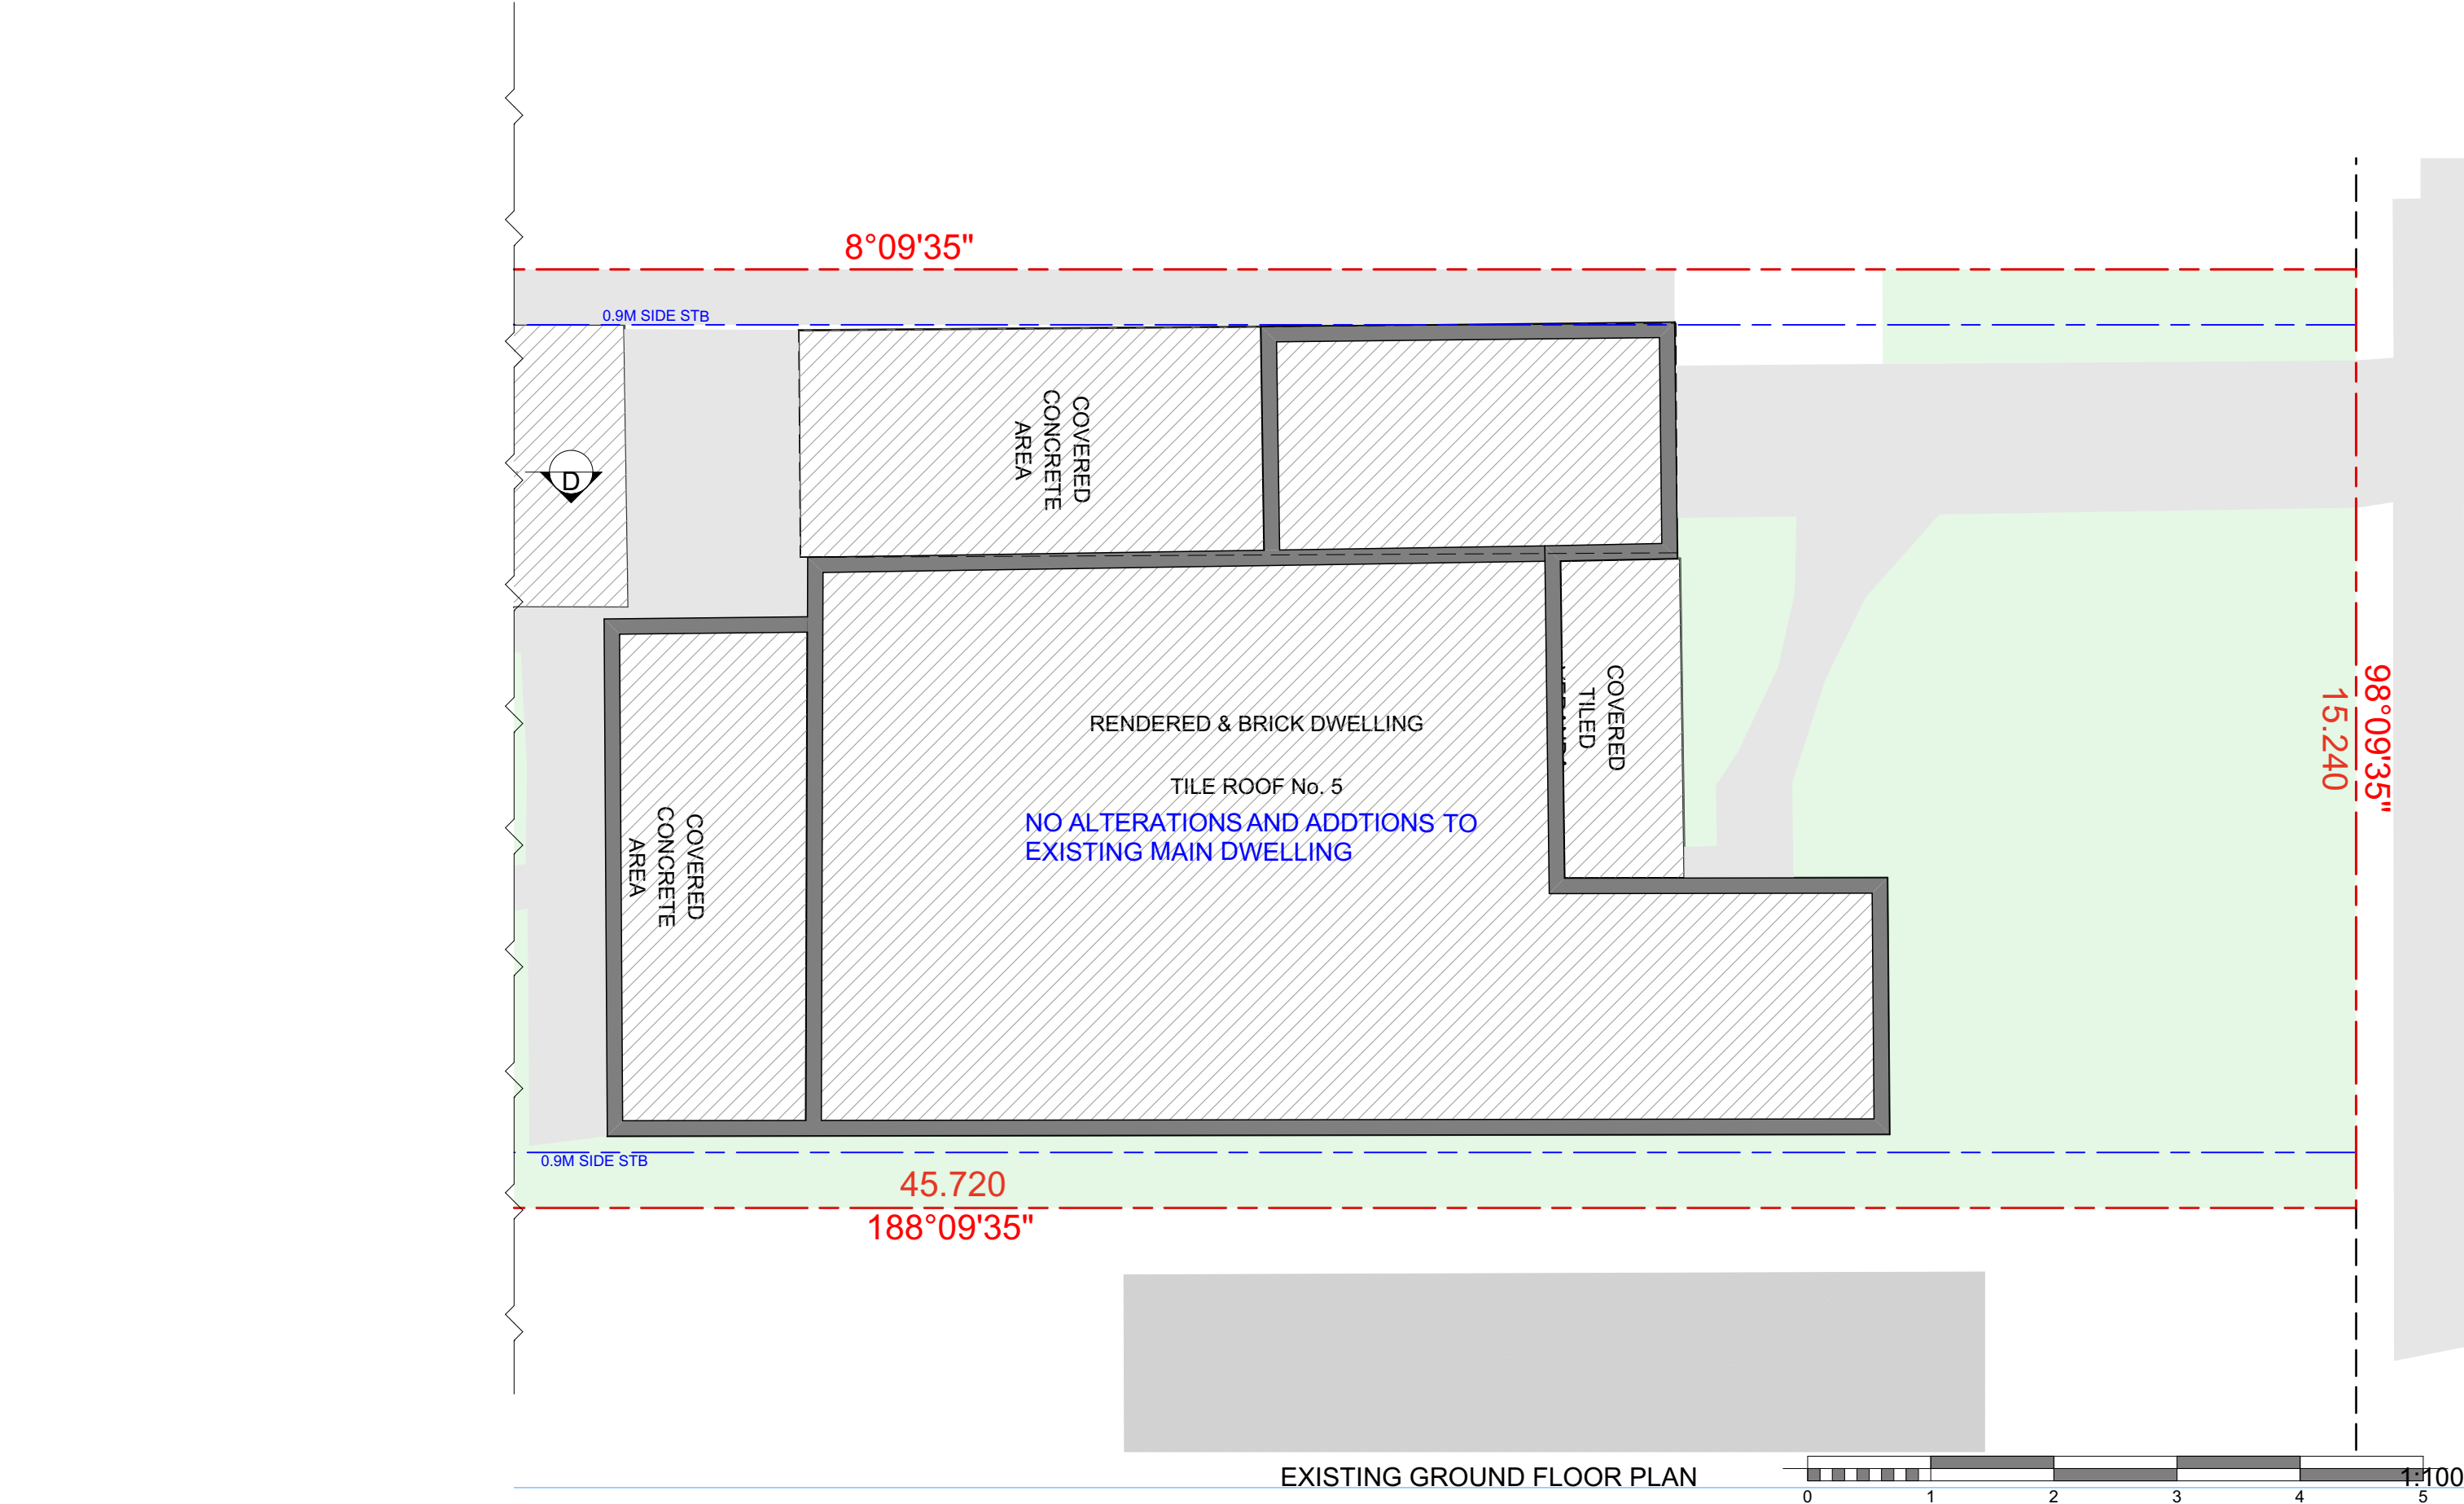 8°09'35"
0.9M SIDE STB
COVERED
CONCRETE
AREA
D
COVERED
TILED
RENDERED & BRICK DWELLING
TILE ROOF No. 5
NO ALTERATIONS AND ADDTIONS TO
EXISTING MAIN DWELLING
COVERED
CONCRETE
AREA
98°09'35"
15.240
0.9M SIDE STB
45.720
188°09'35"
EXISTING GROUND FLOOR PLAN
1:100
0 1 2 3 4 5